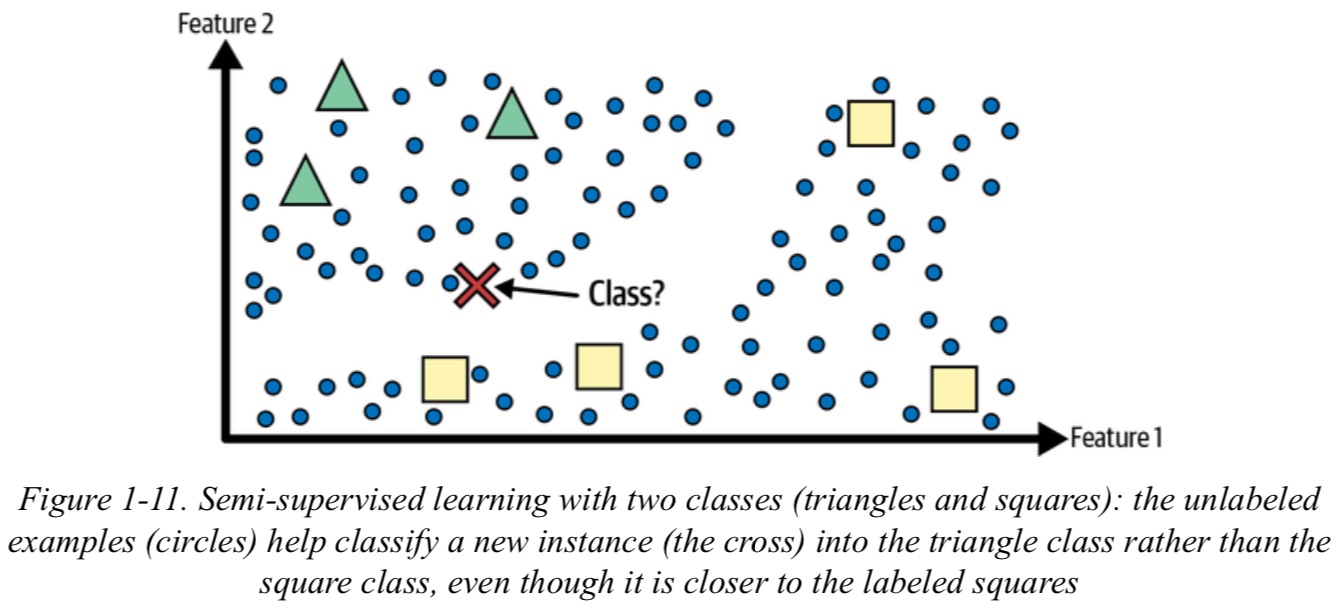 Feature 2
Class?
Feature 1
Figure 1-11. Semi-supervised learning with two classes (triangles and squares): the unlabeled
examples (circles) help classify a new instance (the cross) into the triangle class rather than the
square class, even though it is closer to the labeled squares